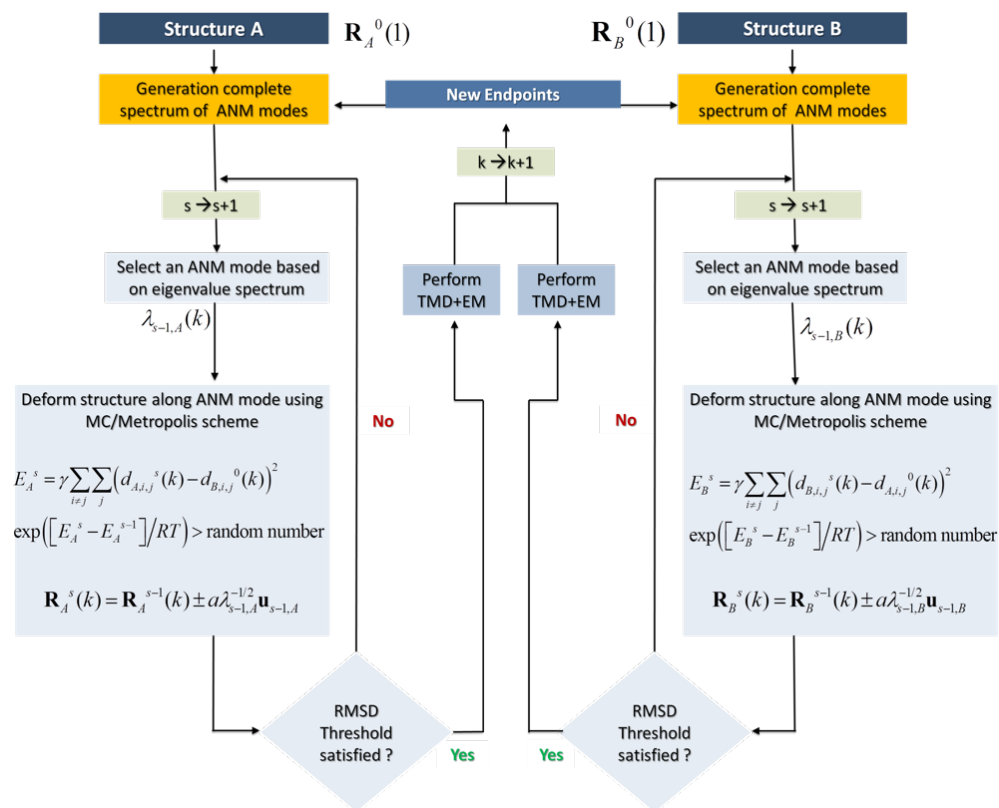 Structure A
𝐑_A^0(1)
𝐑_B^0(1)
Structure B
Generation complete
spectrum of ANM modes
New Endpoints
Generation complete
spectrum of ANM modes
k → k+1
s → s+1
s → s+1
Select an ANM mode based
on eigenvalue spectrum
Perform
TMD+EM
Perform
TMD+EM
Select an ANM mode based
on eigenvalue spectrum
λ_{s−1,A}(k)
λ_{s−1,B}(k)
Deform structure along ANM mode using
MC/Metropolis scheme
E_A^s = γ∑_{i≠j}∑_j(d_{A,i,j}^s(k) − d_{B,i,j}^0(k))^2
exp([E_A^s − E_A^{s−1}]/RT) > random number
𝐑_A^s(k) = 𝐑_A^{s−1}(k) ± aλ_{s−1,A}^{−1/2}𝐮_{s−1,A}
No
No
Deform structure along ANM mode using
MC/Metropolis scheme
E_B^s = γ∑_{i≠j}∑_j(d_{B,i,j}^s(k) − d_{A,i,j}^0(k))^2
exp([E_B^s − E_B^{s−1}]/RT) > random number
𝐑_B^s(k) = 𝐑_B^{s−1}(k) ± aλ_{s−1,B}^{−1/2}𝐮_{s−1,B}
RMSD
Threshold
satisfied ?
Yes
Yes
RMSD
Threshold
satisfied ?